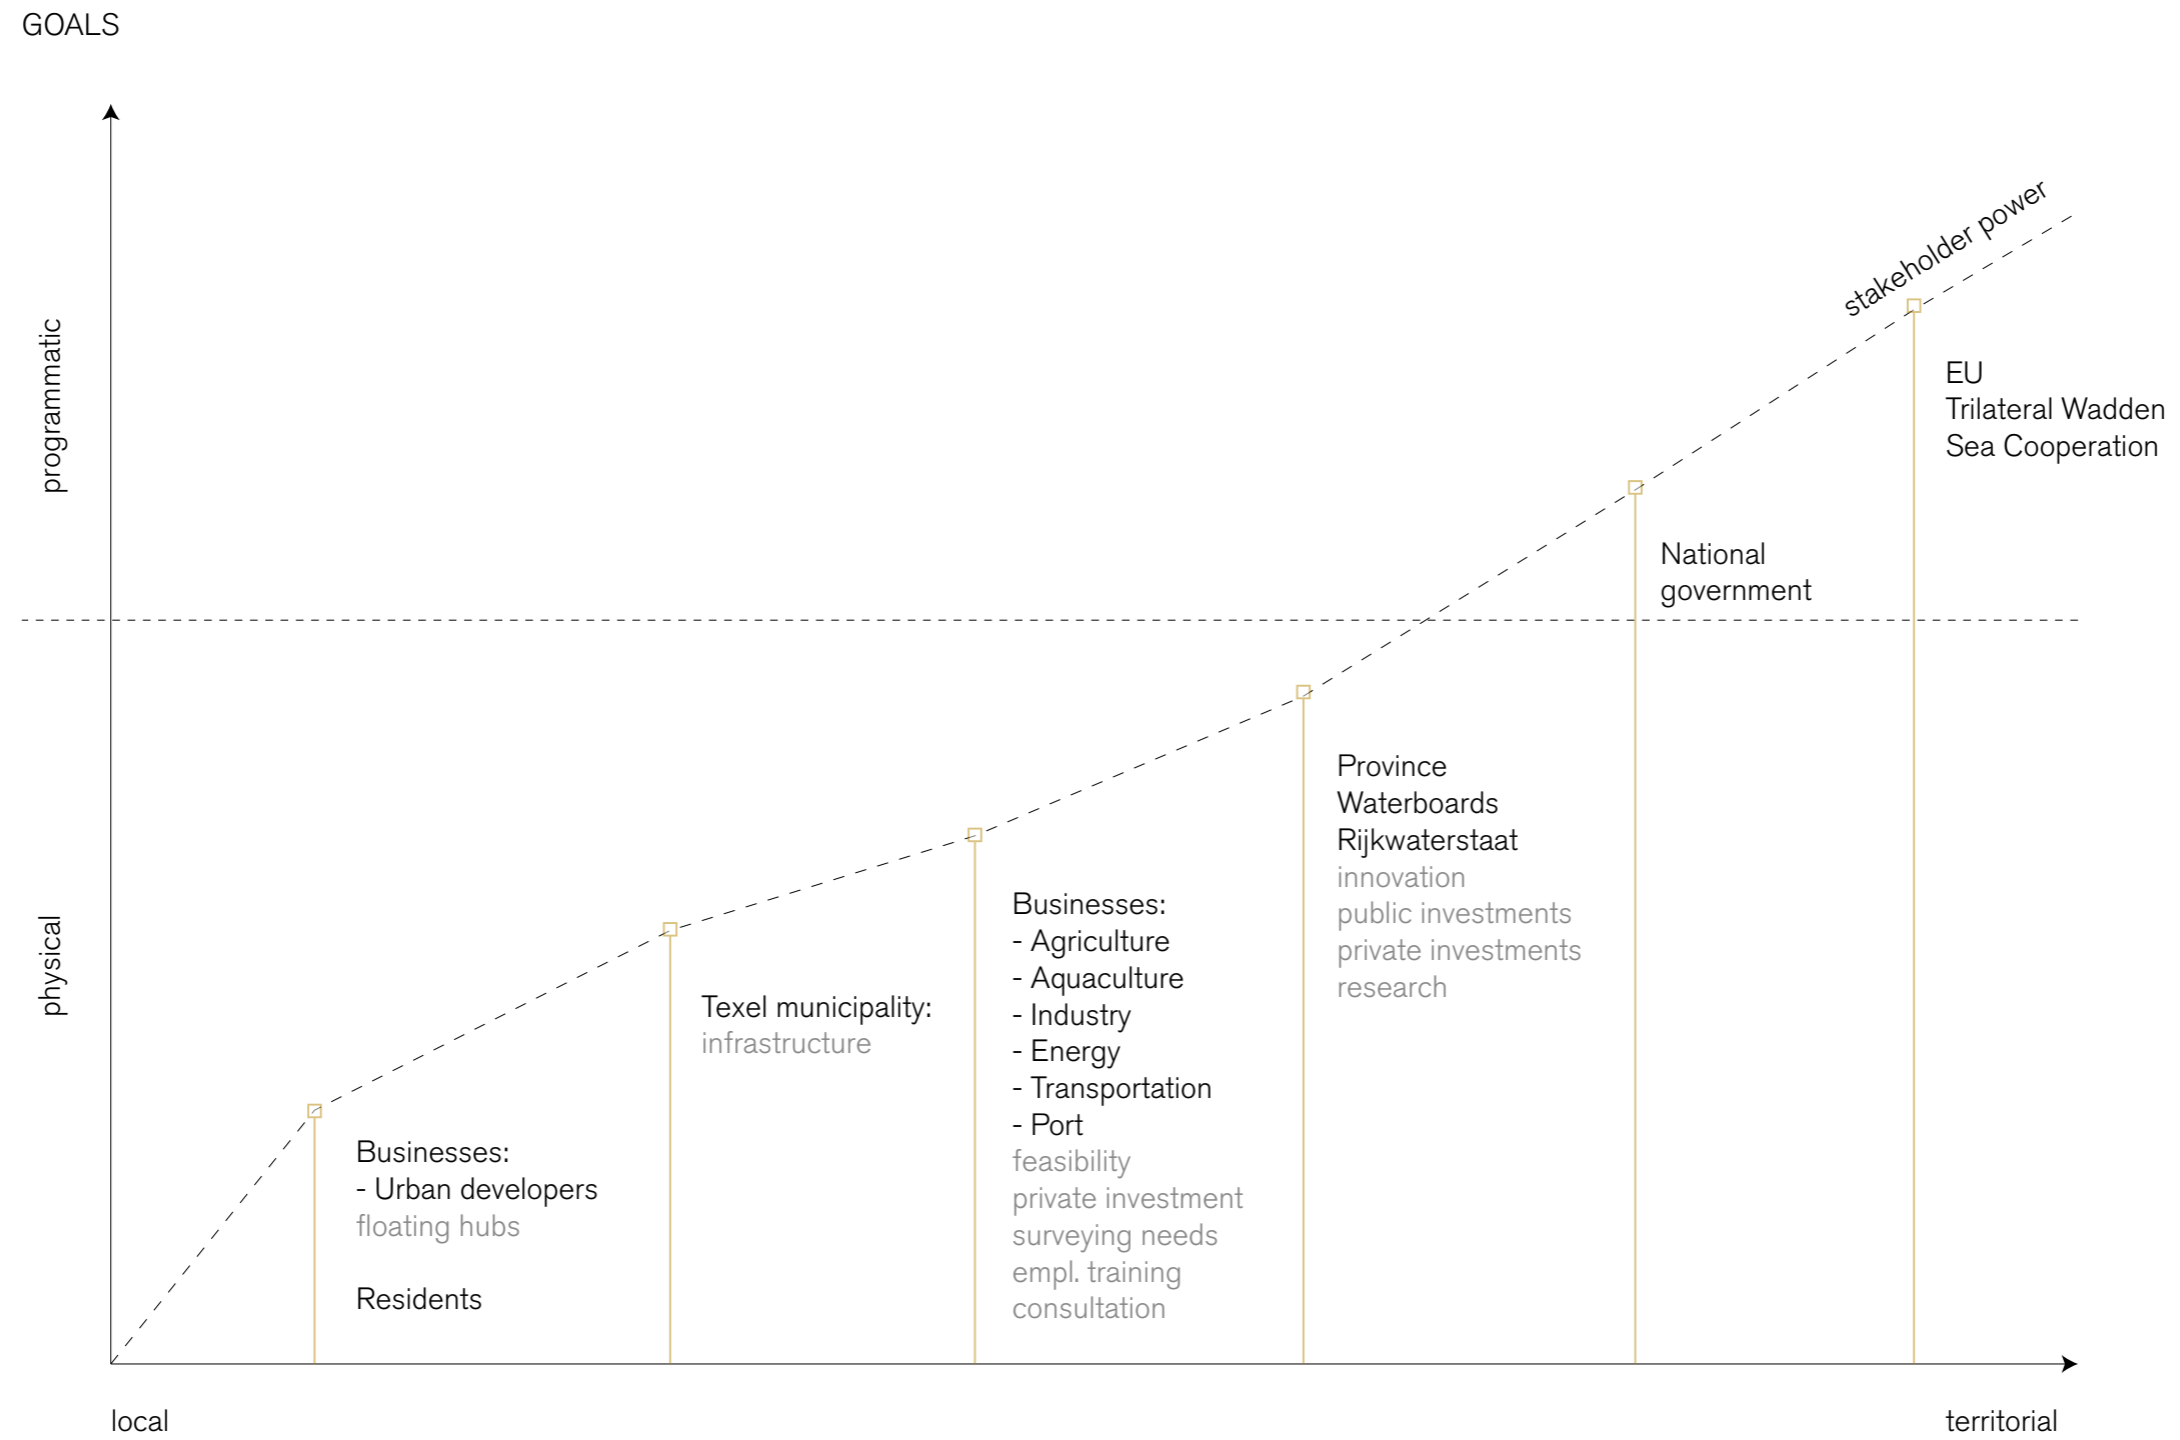 GOALS
programmatic
physical
stakeholder power
EU
Trilateral Wadden
Sea Cooperation
National
government
Province
Waterboards
Rijkwaterstaat
innovation
public investments
private investments
research
Businesses:
- Agriculture
- Aquaculture
- Industry
- Energy
- Transportation
- Port
feasibility
private investment
surveying needs
empl. training
consultation
Texel municipality:
infrastructure
Businesses:
- Urban developers
floating hubs
Residents
local
territorial